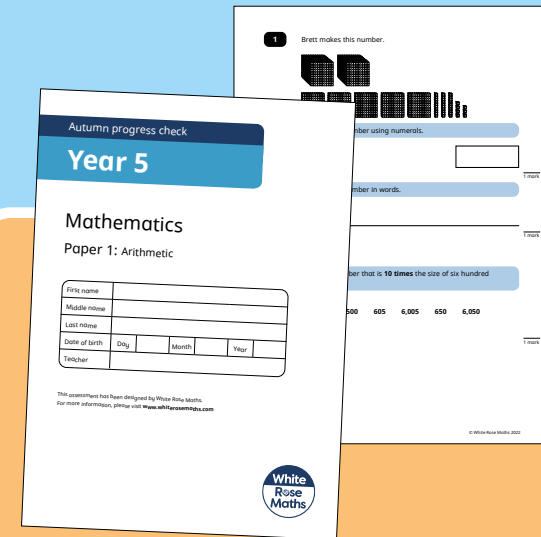 Autumn progress check
Year 5
Mathematics
Paper 1: Arithmetic
First name
Middle name
Last name
Date of birth Day Month Year
Teacher
This assessment has been designed by White Rose Maths.
For more information, please visit www.whiterosemaths.com
White
Rose
Maths
1 Brett makes this number.
using numerals.
1 mark
in words.
1 mark
that is 10 times the size of six hundred
605 6,005 650 6,050
1 mark
© White Rose Maths 2022